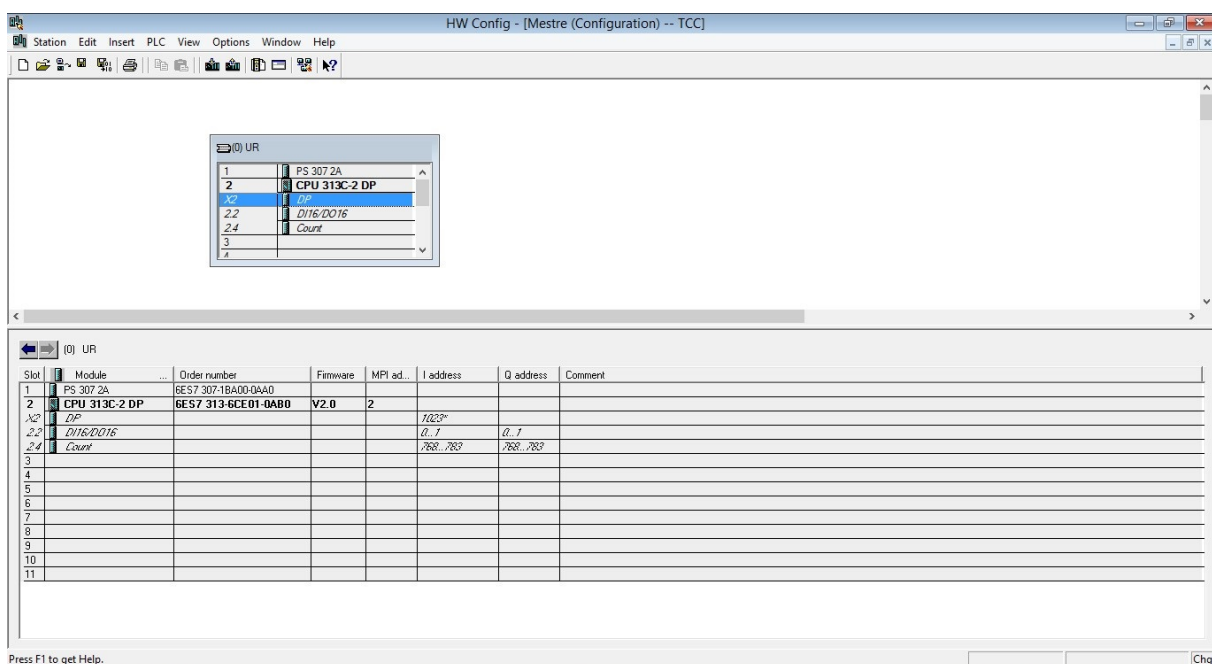 HW Config - [Mestre (Configuration) -- TCC]
Station Edit Insert PLC View Options Window Help
(0) UR
1 PS 307 2A
2 CPU 313C-2 DP
X2 DP
2.2 DI16/DO16
2.4 Count
3
4
(0) UR
Slot Module ... Order number Firmware MPI ad... I address Q address Comment
1 PS 307 2A 6ES7 307-1BA00-0AA0
2 CPU 313C-2 DP 6ES7 313-6CE01-0AB0 V2.0 2
X2 DP 1023*
2.2 DI16/DO16 0...1 0...1
2.4 Count 768...783 768...783
3
4
5
6
7
8
9
10
11
Press F1 to get Help.
Chg